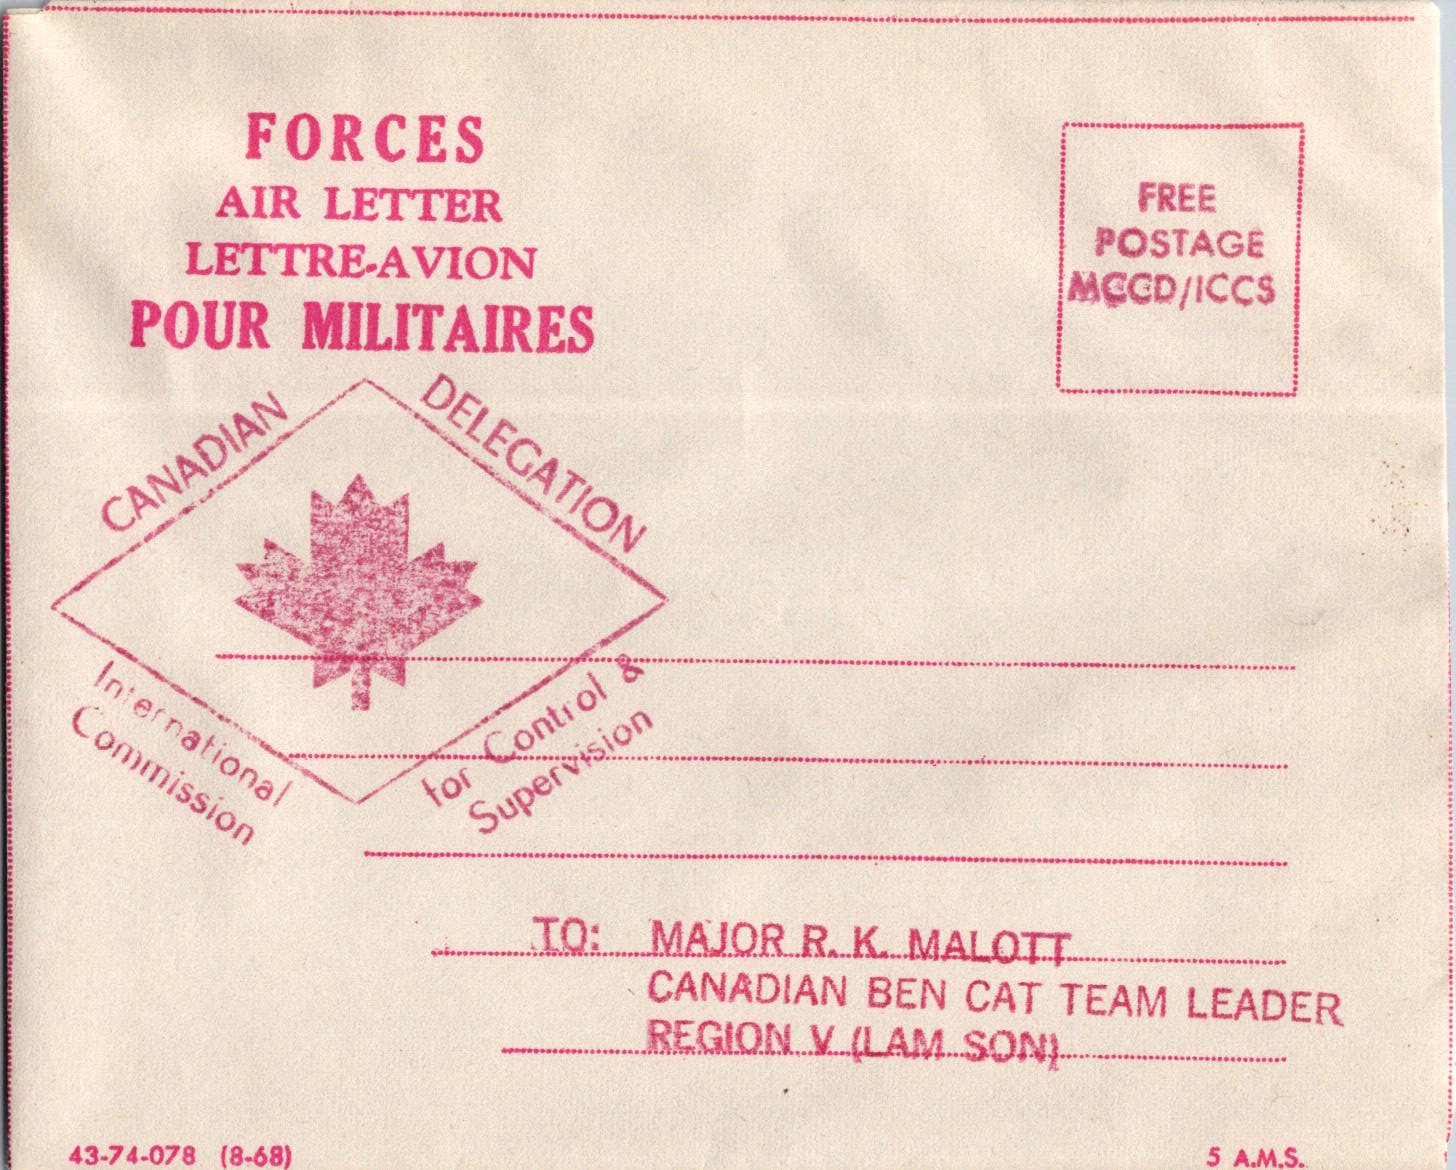 FORCES
AIR LETTER
LETTRE-AVION
POUR MILITAIRES
FREE
POSTAGE
MCCD/ICCS
CANADIAN
DELEGATION
International
Commission
for Control &
Supervision
TO: MAJOR R. K. MALOTT
CANADIAN BEN CAT TEAM LEADER
REGION V (LAM SON)
43-74-078 (8-68)
5 A.M.S.